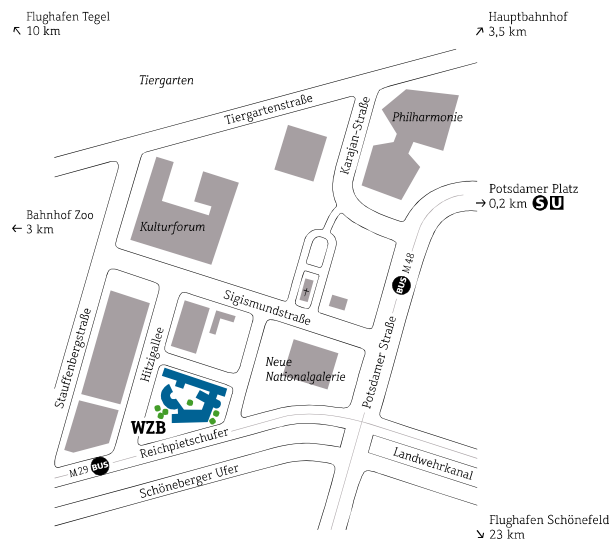 Flughafen Tegel
↖ 10 km
Hauptbahnhof
↗ 3,5 km
Tiergarten
Tiergartenstraße
Karajan-Straße
Philharmonie
Potsdamer Platz
→ 0,2 km S U
Bahnhof Zoo
← 3 km
Kulturforum
BUS M 48
Sigismundstraße
Stauffenbergstraße
Hitzigallee
Neue
Nationalgalerie
Potsdamer Straße
WZB
Reichpietschufer
M29 BUS
Landwehrkanal
Schöneberger Ufer
Flughafen Schönefeld
↘ 23 km